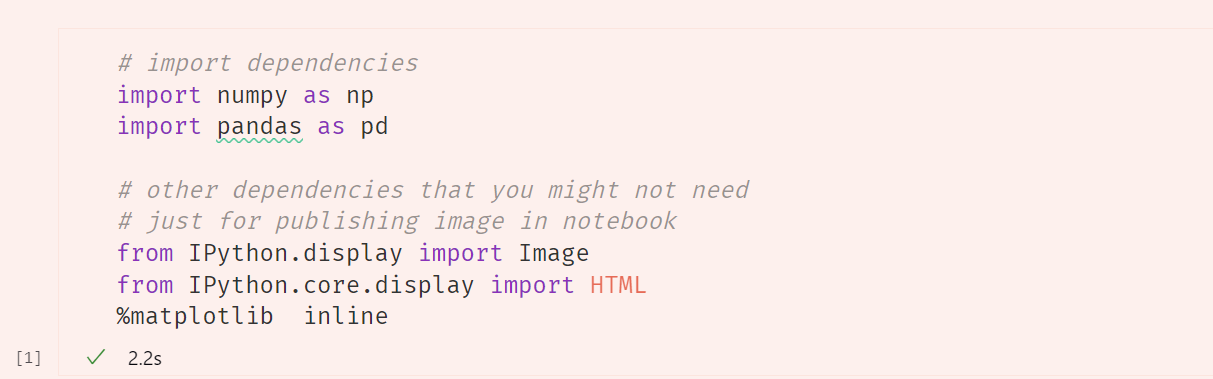 # import dependencies
import numpy as np
import pandas as pd
# other dependencies that you might not need
# just for publishing image in notebook
from IPython.display import Image
from IPython.core.display import HTML
%matplotlib  inline
[1] ✓ 2.2s